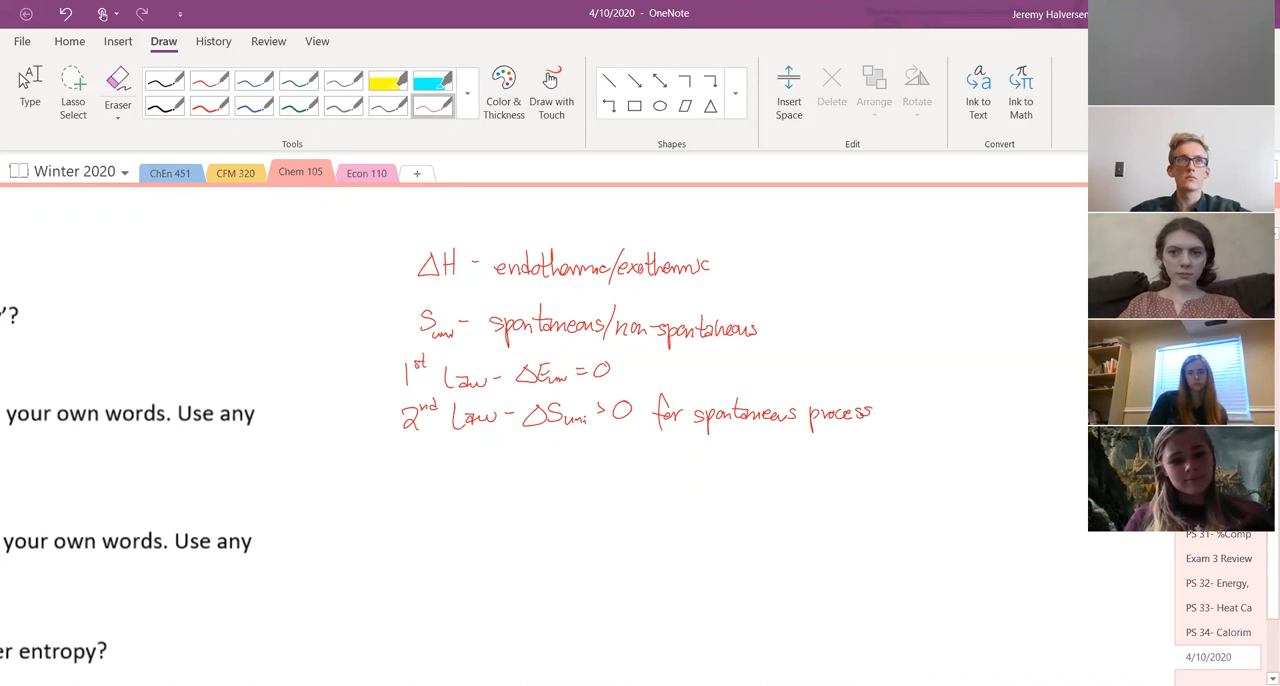 4/10/2020 - OneNote
Jeremy Halversen
File Home Insert Draw History Review View
Type
Lasso Select
Eraser
Color & Thickness
Draw with Touch
Insert Space
Delete
Arrange
Rotate
Ink to Text
Ink to Math
Tools Shapes Edit Convert
Winter 2020 ChEn 451 CFM 320 Chem 105 Econ 110 +
ΔH - endothermic/exothermic
'?
Suni - spontaneous/non-spontaneous
1st Law - ΔEuni = 0
your own words. Use any
2nd Law - ΔSuni > 0 for spontaneous process
your own words. Use any
er entropy?
PS 31- %Comp
Exam 3 Review
PS 32- Energy,
PS 33- Heat Ca
PS 34- Calorim
4/10/2020